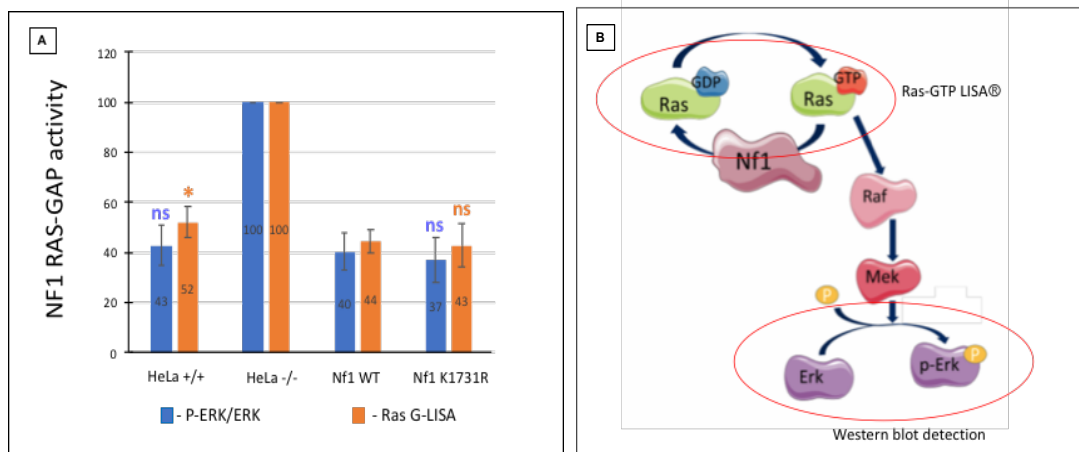 A
NF1 RAS-GAP activity
120
100
80
60
40
20
0
ns
*
43
52
100
100
40
44
ns
ns
37
43
HeLa +/+
HeLa -/-
Nf1 WT
Nf1 K1731R
- P-ERK/ERK
- Ras G-LISA
B
GDP
Ras
GTP
Ras
Ras-GTP LISA®
Nf1
Raf
Mek
P
Erk
p-Erk
P
Western blot detection